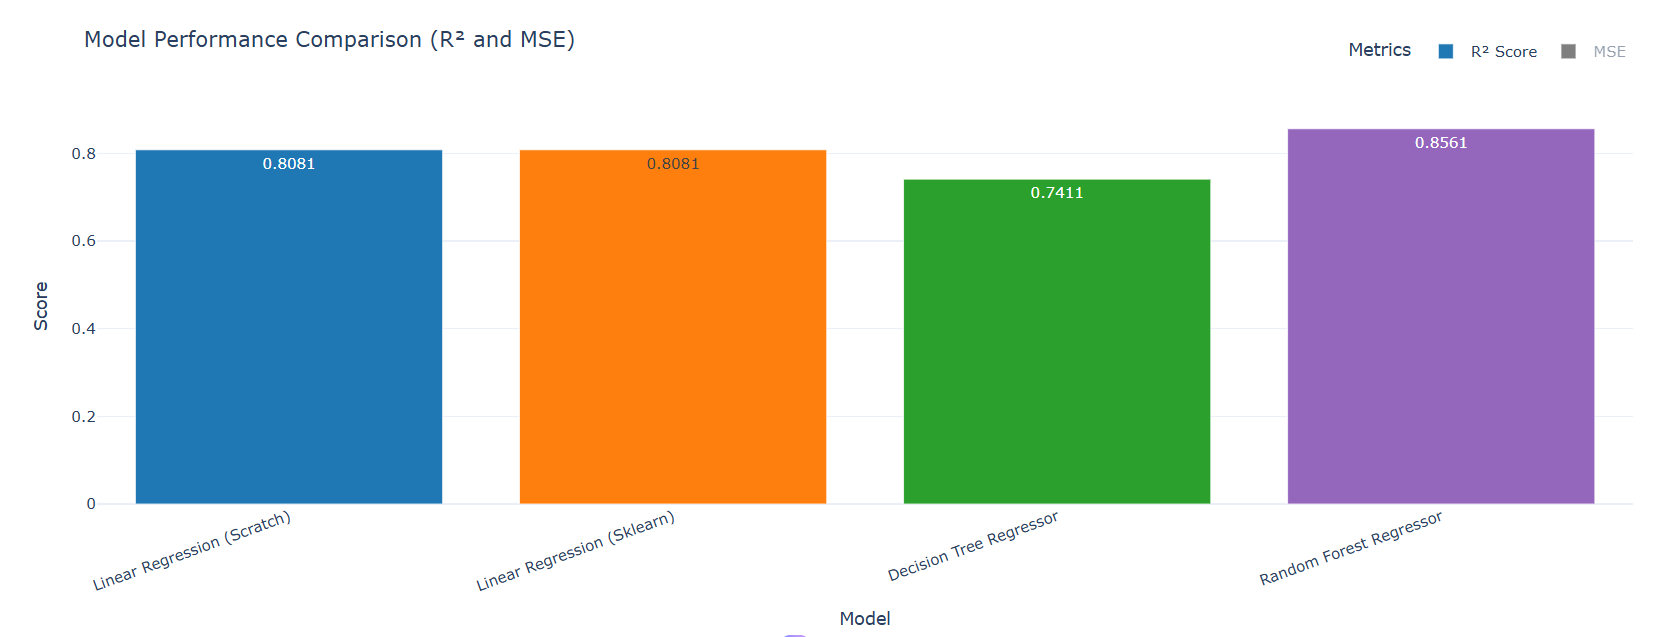 Model Performance Comparison (R² and MSE)
Metrics
R² Score
MSE
0.8081
0.8081
0.7411
0.8561
0.8
0.6
0.4
0.2
0
Score
Linear Regression (Scratch)
Linear Regression (Sklearn)
Decision Tree Regressor
Random Forest Regressor
Model